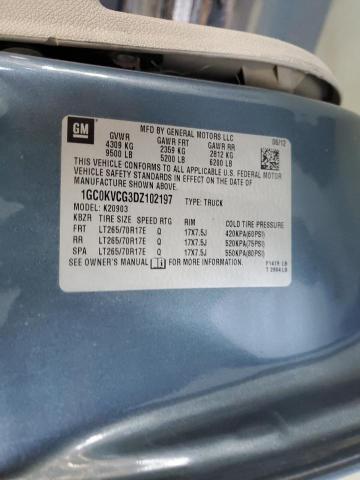 GM
MFD BY GENERAL MOTORS LLC 06/12
GVWR GAWR FRT GAWR RR
4309 KG 2359 KG 2812 KG
9500 LB 5200 LB 6200 LB
THIS VEHICLE CONFORMS TO ALL APPLICABLE U.S. FEDERAL MOTOR
VEHICLE SAFETY STANDARDS IN EFFECT ON THE DATE OF
MANUFACTURE SHOWN ABOVE.
1GC0KVCG3DZ102197 TYPE: TRUCK
MODEL: K20903
KBZR TIRE SIZE SPEED RTG RIM COLD TIRE PRESSURE
FRT LT265/70R17E Q 17X7.5J 420KPA(60PSI)
RR LT265/70R17E Q 17X7.5J 520KPA(75PSI)
SPA LT265/70R17E Q 17X7.5J 550KPA(80PSI)
SEE OWNER'S MANUAL FOR MORE INFORMATION.